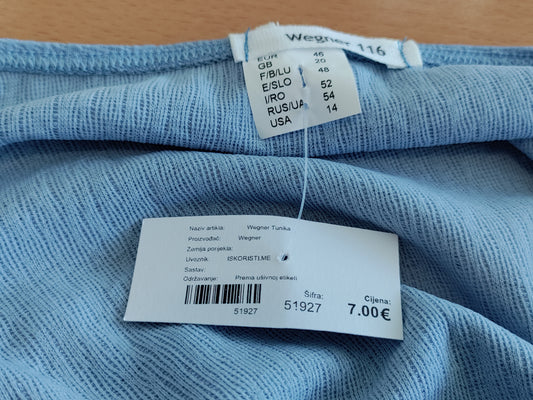 Wegner 116
EUR 46
GB 20
F/B/LU 48
E/SLO 52
I/RO 54
RUS/UA 14
USA
Naziv artikla: Wegner Tunika
Proizvođač: Wegner
Zemlja porijekla:
Uvoznik: ISKORISTI.ME
Sastav:
Održavanje: Prema ušivnoj etiketi
51927
Šifra:
51927
Cijena:
7.00€